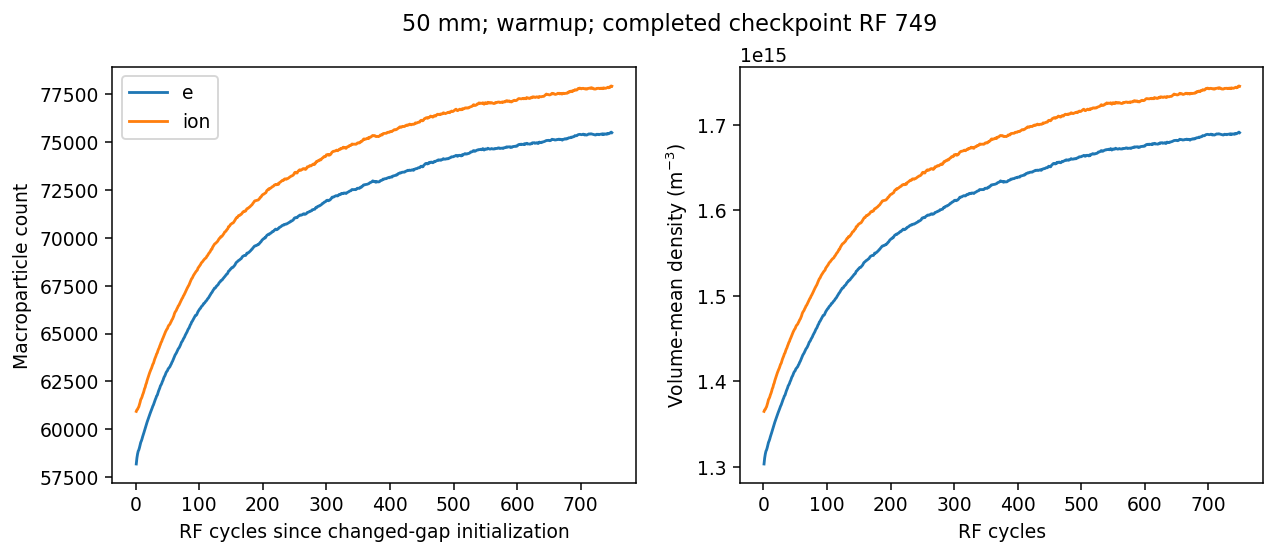 50 mm; warmup; completed checkpoint RF 749
e
ion
Macroparticle count
77500
75000
72500
70000
67500
65000
62500
60000
57500
0 100 200 300 400 500 600 700
RF cycles since changed-gap initialization
1e15
Volume-mean density (m⁻³)
1.7
1.6
1.5
1.4
1.3
0 100 200 300 400 500 600 700
RF cycles